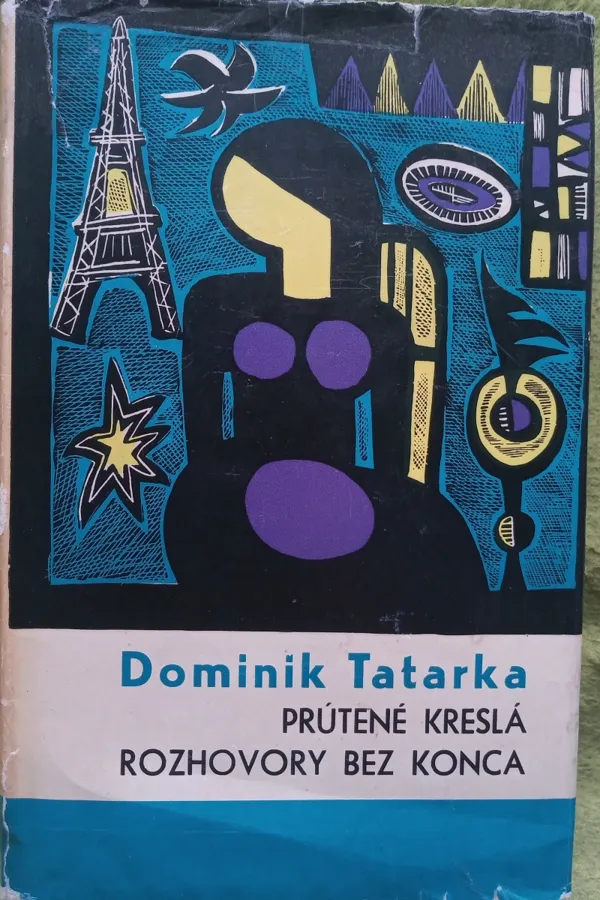 Dominik Tatarka
PRÚTENÉ KRESLÁ
ROZHOVORY BEZ KONCA